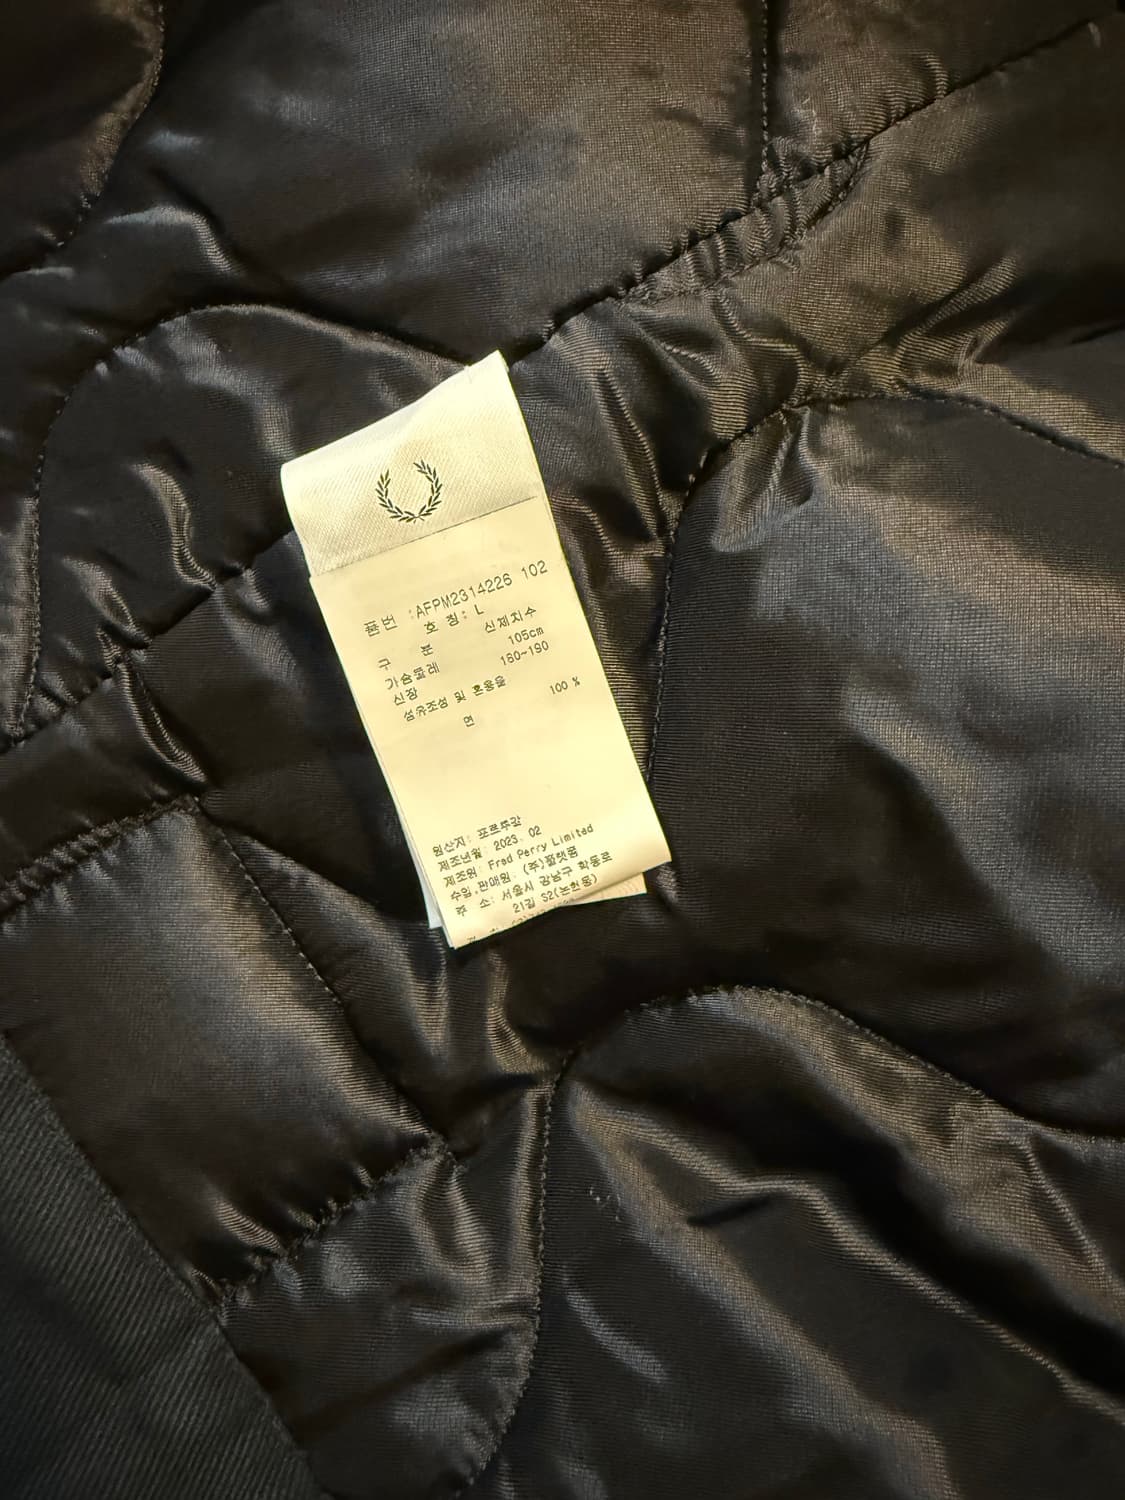 품번 :AFPM2314226 102
호 칭: L
구 분 신체치수
가슴둘레 105cm
신장 180~190
섬유조성 및 혼용율
면 100 %
원산지: 포르투갈
제조년월: 2023. 02
제조원: Fred Perry Limited
수입,판매원: (주)플랫폼
주 소: 서울시 강남구 학동로
21길 52(논현동)